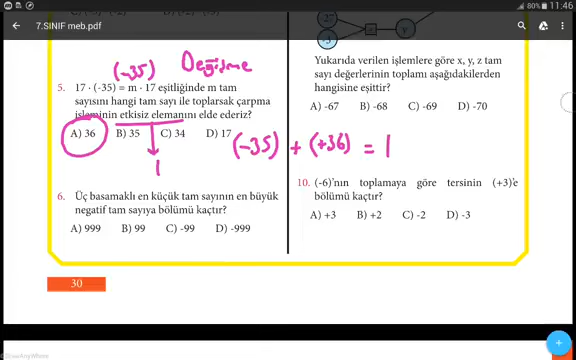 11:46
80%
7.SINIF meb.pdf
(-35) Değişme
5. 17 · (-35) = m · 17 eşitliğinde m tam
sayısını hangi tam sayı ile toplarsak çarpma
işleminin etkisiz elemanını elde ederiz?
A) 36 B) 35 C) 34 D) 17
1
(-35) + (+36) = 1
6. Üç basamaklı en küçük tam sayının en büyük
negatif tam sayıya bölümü kaçtır?
A) 999 B) 99 C) -99 D) -999
30
-3
y
Yukarıda verilen işlemlere göre x, y, z tam
sayı değerlerinin toplamı aşağıdakilerden
hangisine eşittir?
A) -67 B) -68 C) -69 D) -70
10. (-6)'nın toplamaya göre tersinin (+3)'e
bölümü kaçtır?
A) +3 B) +2 C) -2 D) -3